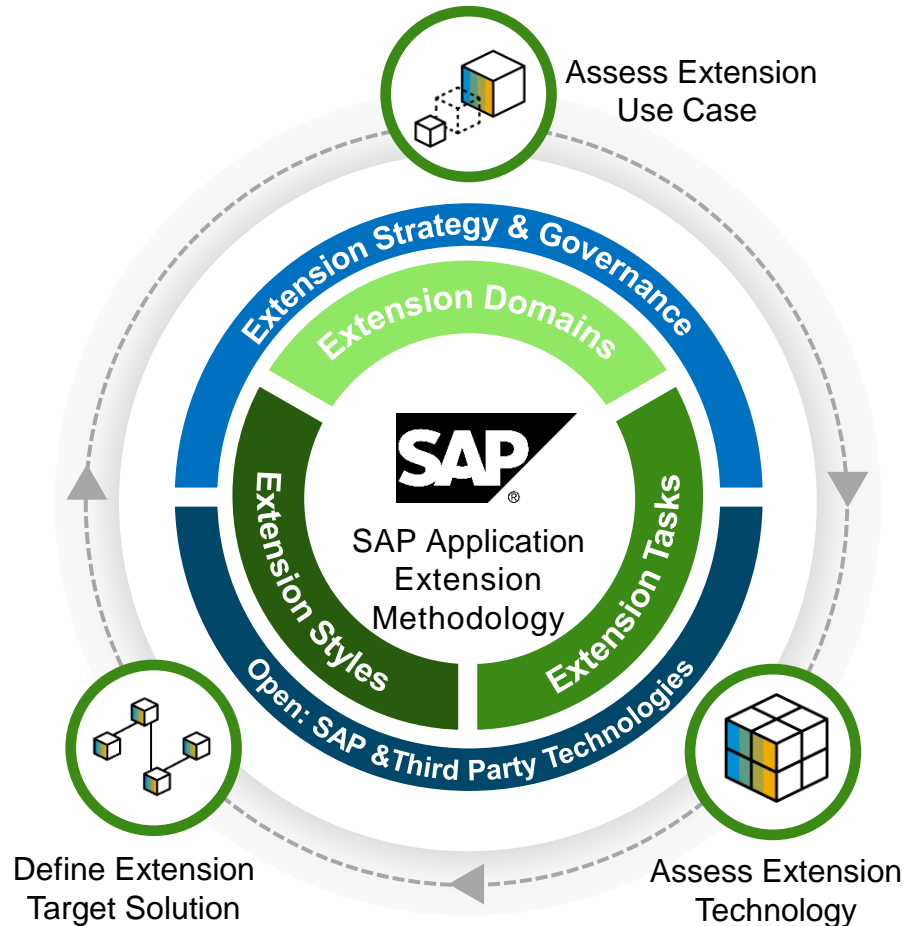 Assess Extension
Use Case
Extension Strategy & Governance
Extension Domains
SAP
®
SAP Application
Extension
Methodology
Extension Styles
Extension Tasks
Open: SAP &Third Party Technologies
Define Extension
Target Solution
Assess Extension
Technology